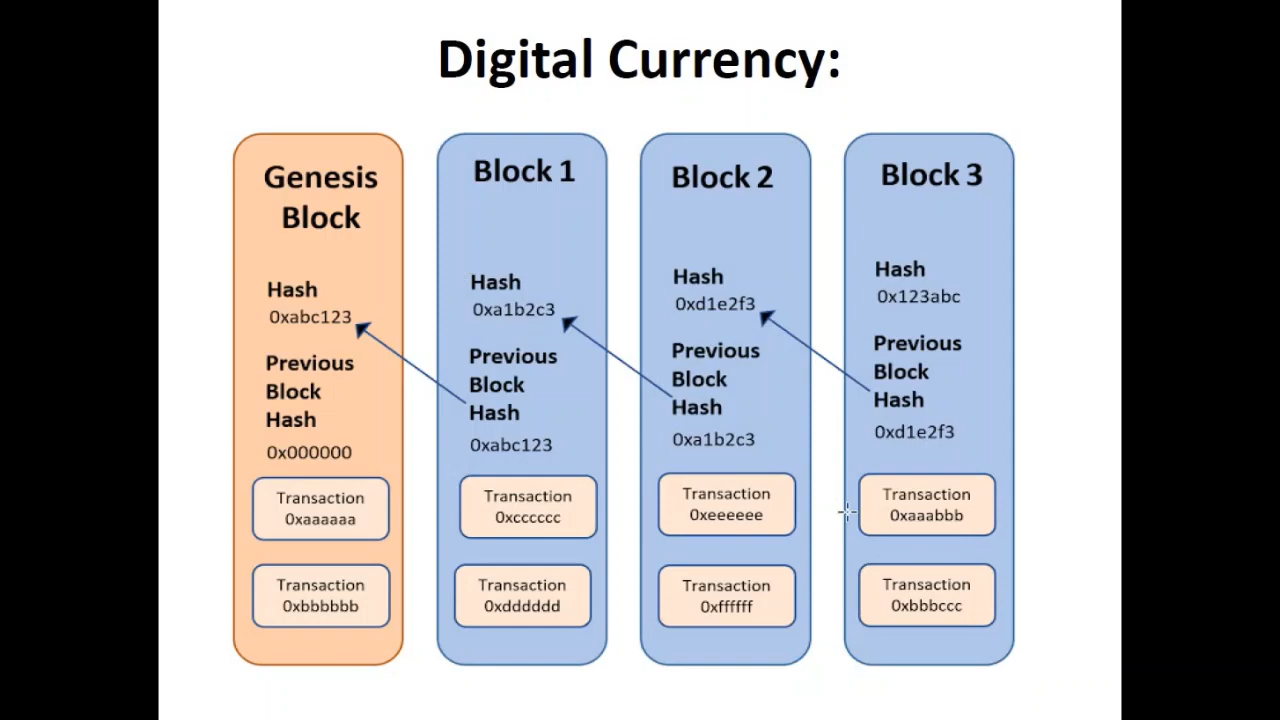 Digital Currency:
Genesis
Block
Hash
0xabc123
Previous
Block
Hash
0x000000
Transaction
0xaaaaaa
Transaction
0xbbbbbb
Block 1
Hash
0xa1b2c3
Previous
Block
Hash
0xabc123
Transaction
0xcccccc
Transaction
0xdddddd
Block 2
Hash
0xd1e2f3
Previous
Block
Hash
0xa1b2c3
Transaction
0xeeeeee
Transaction
0xffffff
Block 3
Hash
0x123abc
Previous
Block
Hash
0xd1e2f3
Transaction
0xaaabbb
Transaction
0xbbbccc